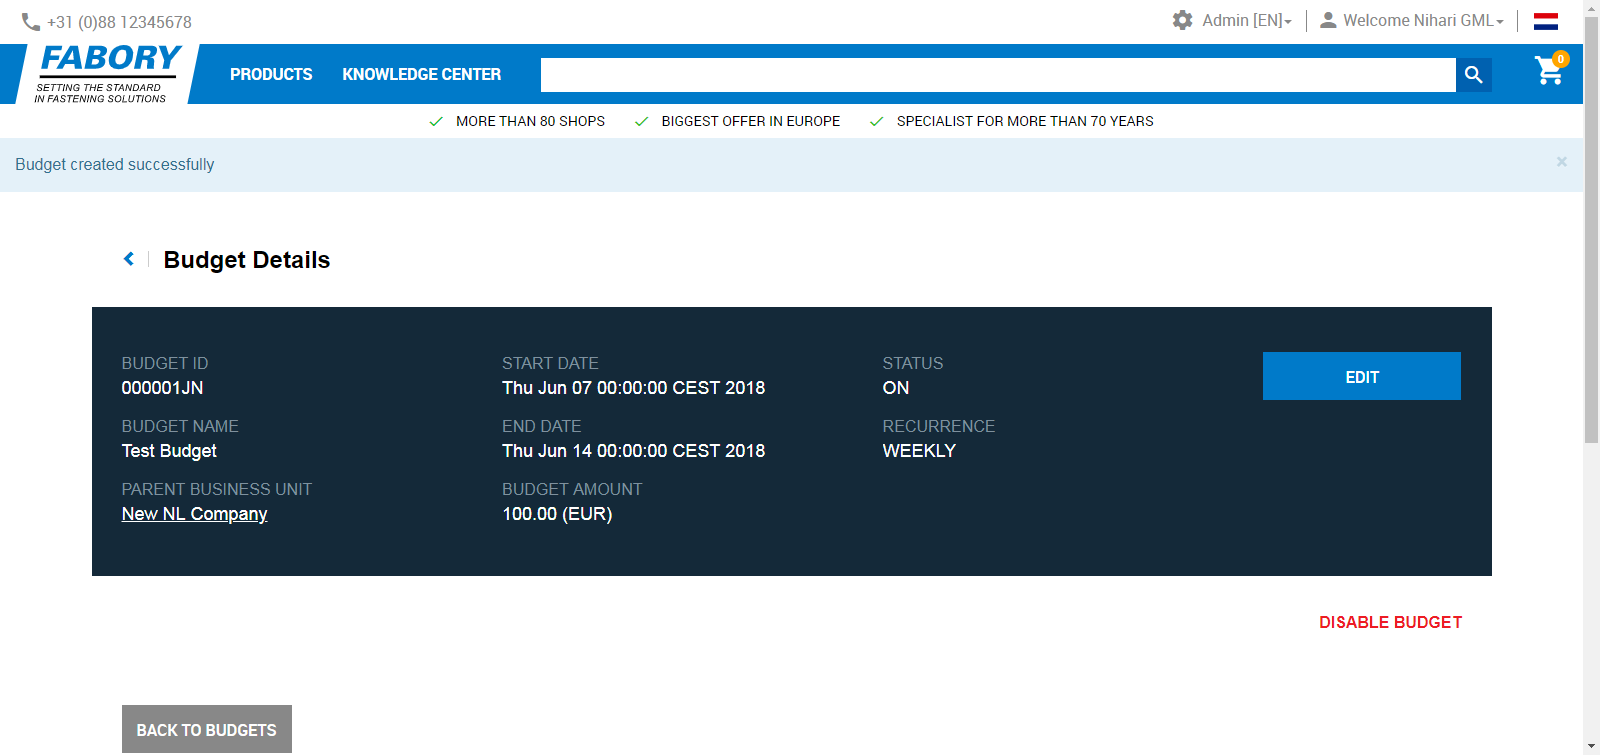 +31 (0)88 12345678
Admin [EN]
Welcome Nihari GML
FABORY
SETTING THE STANDARD
IN FASTENING SOLUTIONS
PRODUCTS
KNOWLEDGE CENTER
0
MORE THAN 80 SHOPS
BIGGEST OFFER IN EUROPE
SPECIALIST FOR MORE THAN 70 YEARS
Budget created successfully
×
Budget Details
BUDGET ID
000001JN
BUDGET NAME
Test Budget
PARENT BUSINESS UNIT
New NL Company
START DATE
Thu Jun 07 00:00:00 CEST 2018
END DATE
Thu Jun 14 00:00:00 CEST 2018
BUDGET AMOUNT
100.00 (EUR)
STATUS
ON
RECURRENCE
WEEKLY
EDIT
DISABLE BUDGET
BACK TO BUDGETS